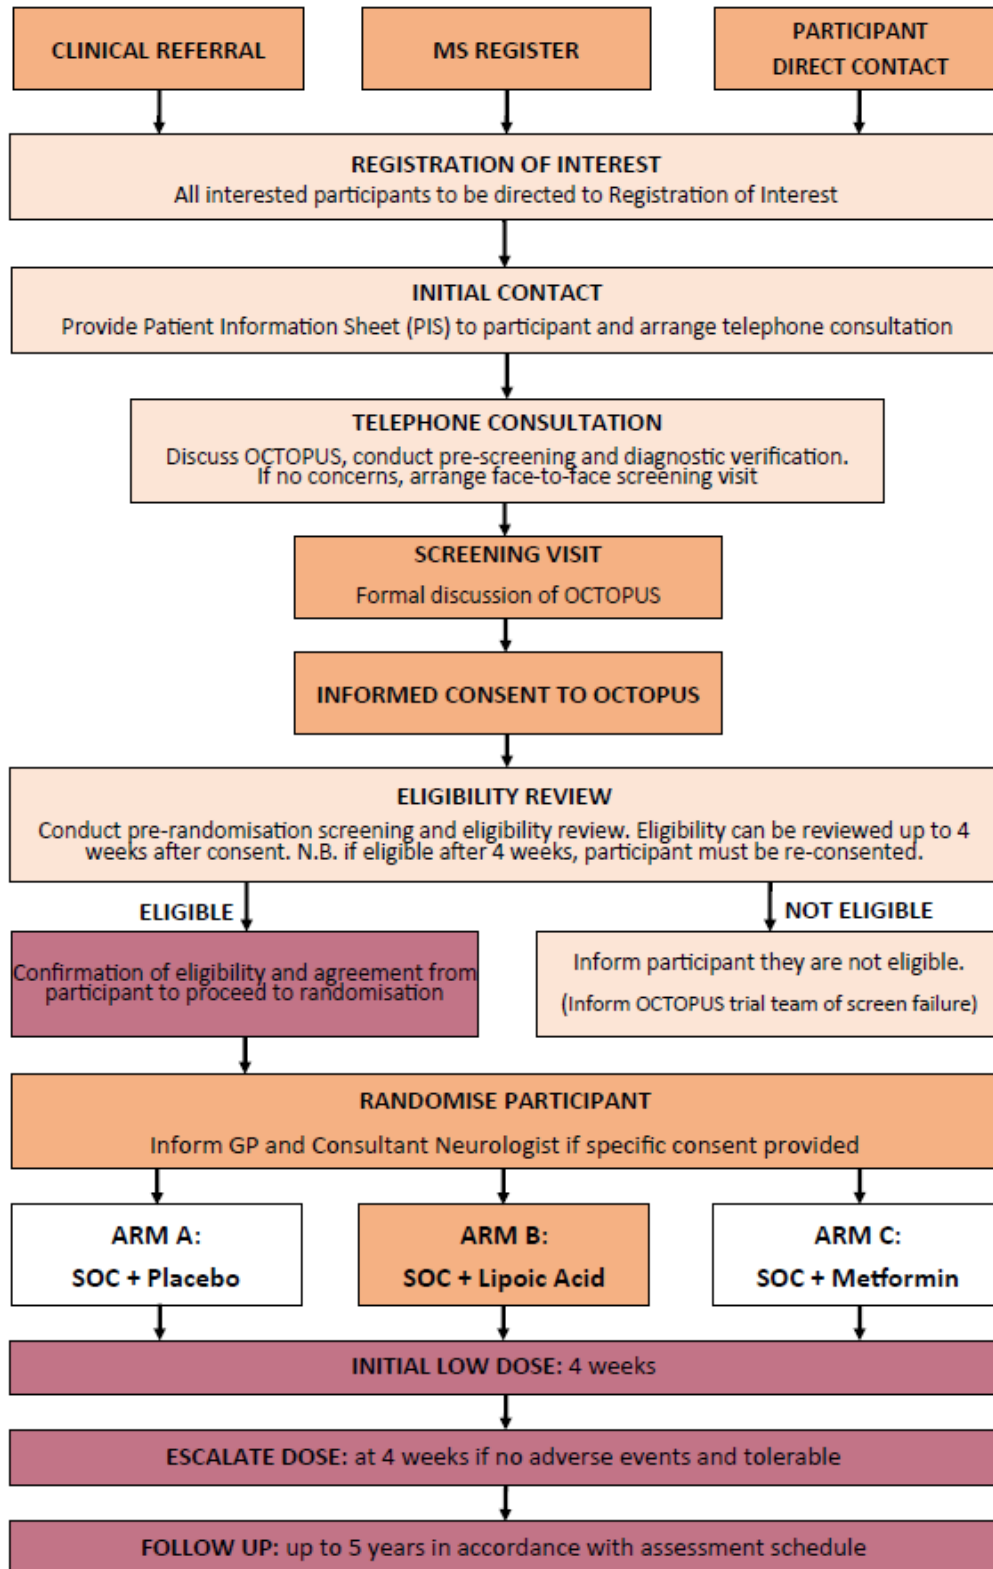 CLINICAL REFERRAL
MS REGISTER
PARTICIPANT
DIRECT CONTACT
REGISTRATION OF INTEREST
All interested participants to be directed to Registration of Interest
INITIAL CONTACT
Provide Patient Information Sheet (PIS) to participant and arrange telephone consultation
TELEPHONE CONSULTATION
Discuss OCTOPUS, conduct pre-screening and diagnostic verification.
If no concerns, arrange face-to-face screening visit
SCREENING VISIT
Formal discussion of OCTOPUS
INFORMED CONSENT TO OCTOPUS
ELIGIBILITY REVIEW
Conduct pre-randomisation screening and eligibility review. Eligibility can be reviewed up to 4
weeks after consent. N.B. if eligible after 4 weeks, participant must be re-consented.
ELIGIBLE
NOT ELIGIBLE
Confirmation of eligibility and agreement from
participant to proceed to randomisation
Inform participant they are not eligible.
(Inform OCTOPUS trial team of screen failure)
RANDOMISE PARTICIPANT
Inform GP and Consultant Neurologist if specific consent provided
ARM A:
SOC + Placebo
ARM B:
SOC + Lipoic Acid
ARM C:
SOC + Metformin
INITIAL LOW DOSE: 4 weeks
ESCALATE DOSE: at 4 weeks if no adverse events and tolerable
FOLLOW UP: up to 5 years in accordance with assessment schedule